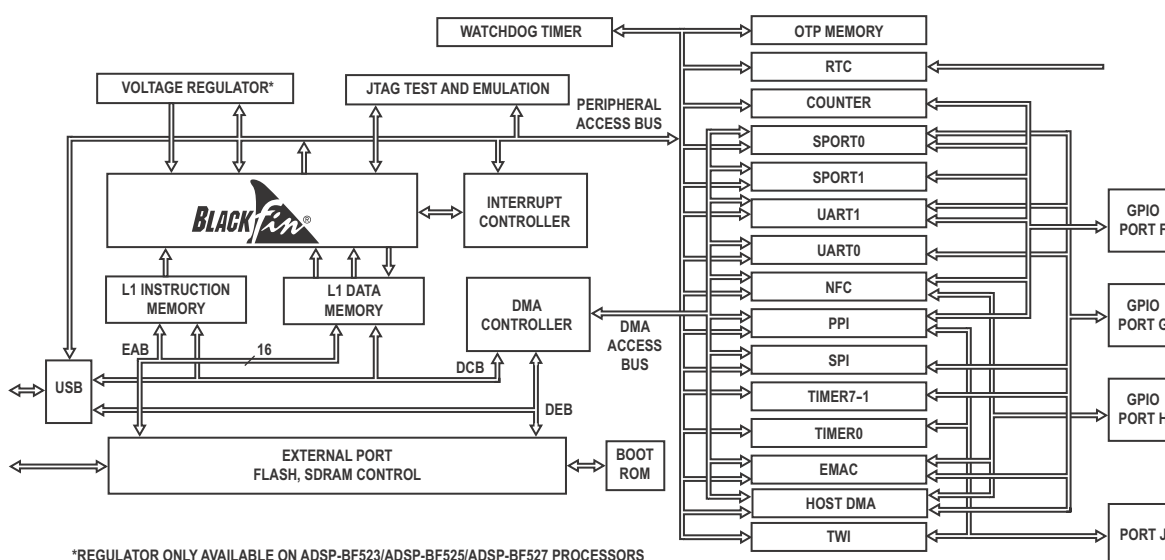 WATCHDOG TIMER
OTP MEMORY
RTC
VOLTAGE REGULATOR*
JTAG TEST AND EMULATION
PERIPHERAL
ACCESS BUS
COUNTER
SPORT0
SPORT1
BLACKfin®
INTERRUPT
CONTROLLER
UART1
GPIO
PORT F
UART0
L1 INSTRUCTION
MEMORY
L1 DATA
MEMORY
DMA
CONTROLLER
NFC
DMA
ACCESS
BUS
PPI
GPIO
PORT G
EAB
16
DCB
SPI
USB
TIMER7-1
DEB
TIMER0
GPIO
PORT H
EXTERNAL PORT
FLASH, SDRAM CONTROL
BOOT
ROM
EMAC
HOST DMA
TWI
PORT J
*REGULATOR ONLY AVAILABLE ON ADSP-BF523/ADSP-BF525/ADSP-BF527 PROCESSORS